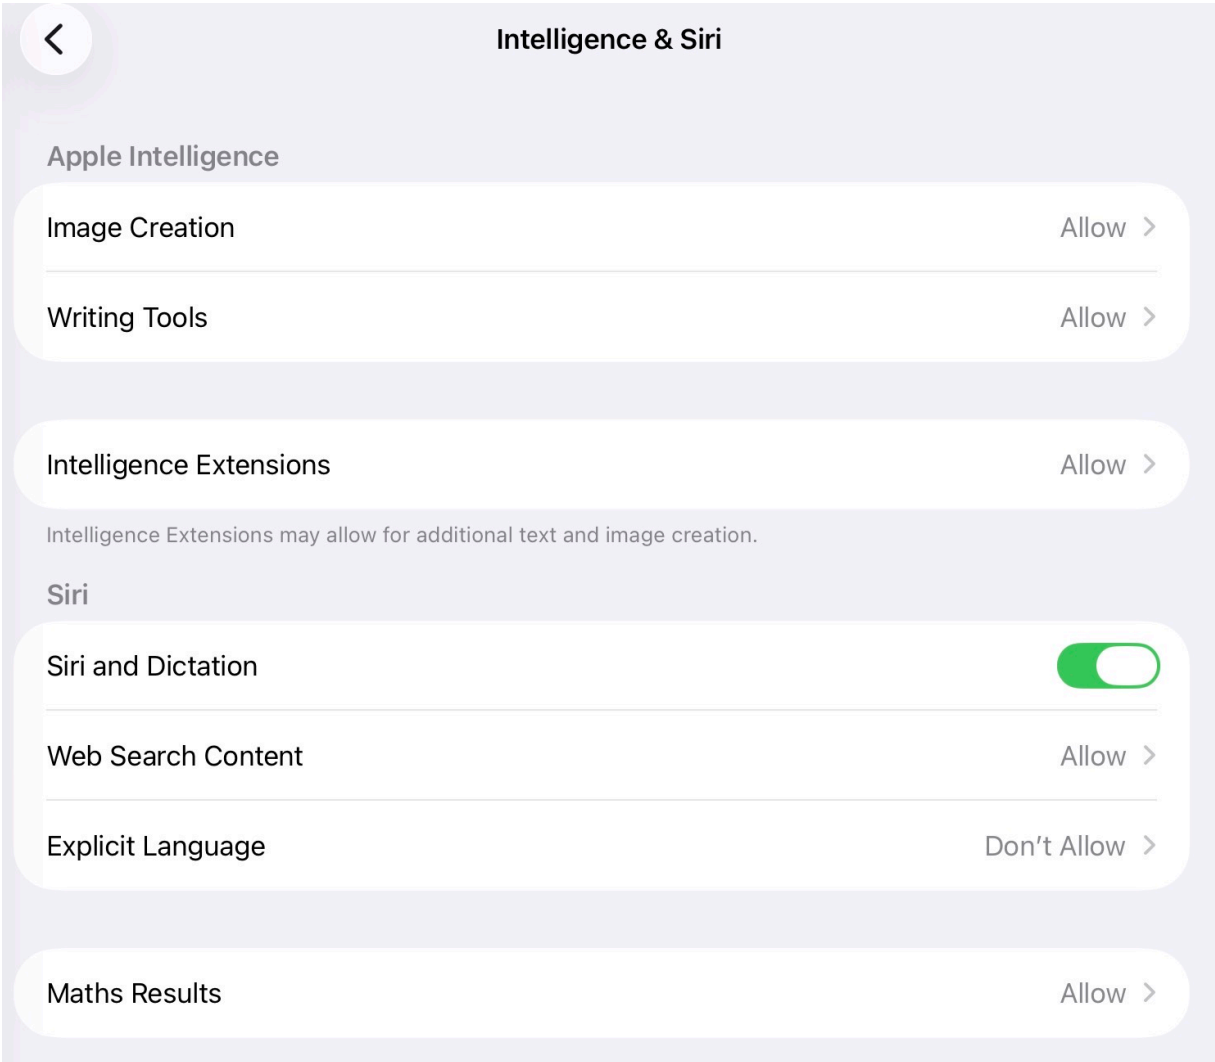 Intelligence & Siri
Apple Intelligence
Image Creation Allow
Writing Tools Allow
Intelligence Extensions Allow
Intelligence Extensions may allow for additional text and image creation.
Siri
Siri and Dictation
Web Search Content Allow
Explicit Language Don’t Allow
Maths Results Allow